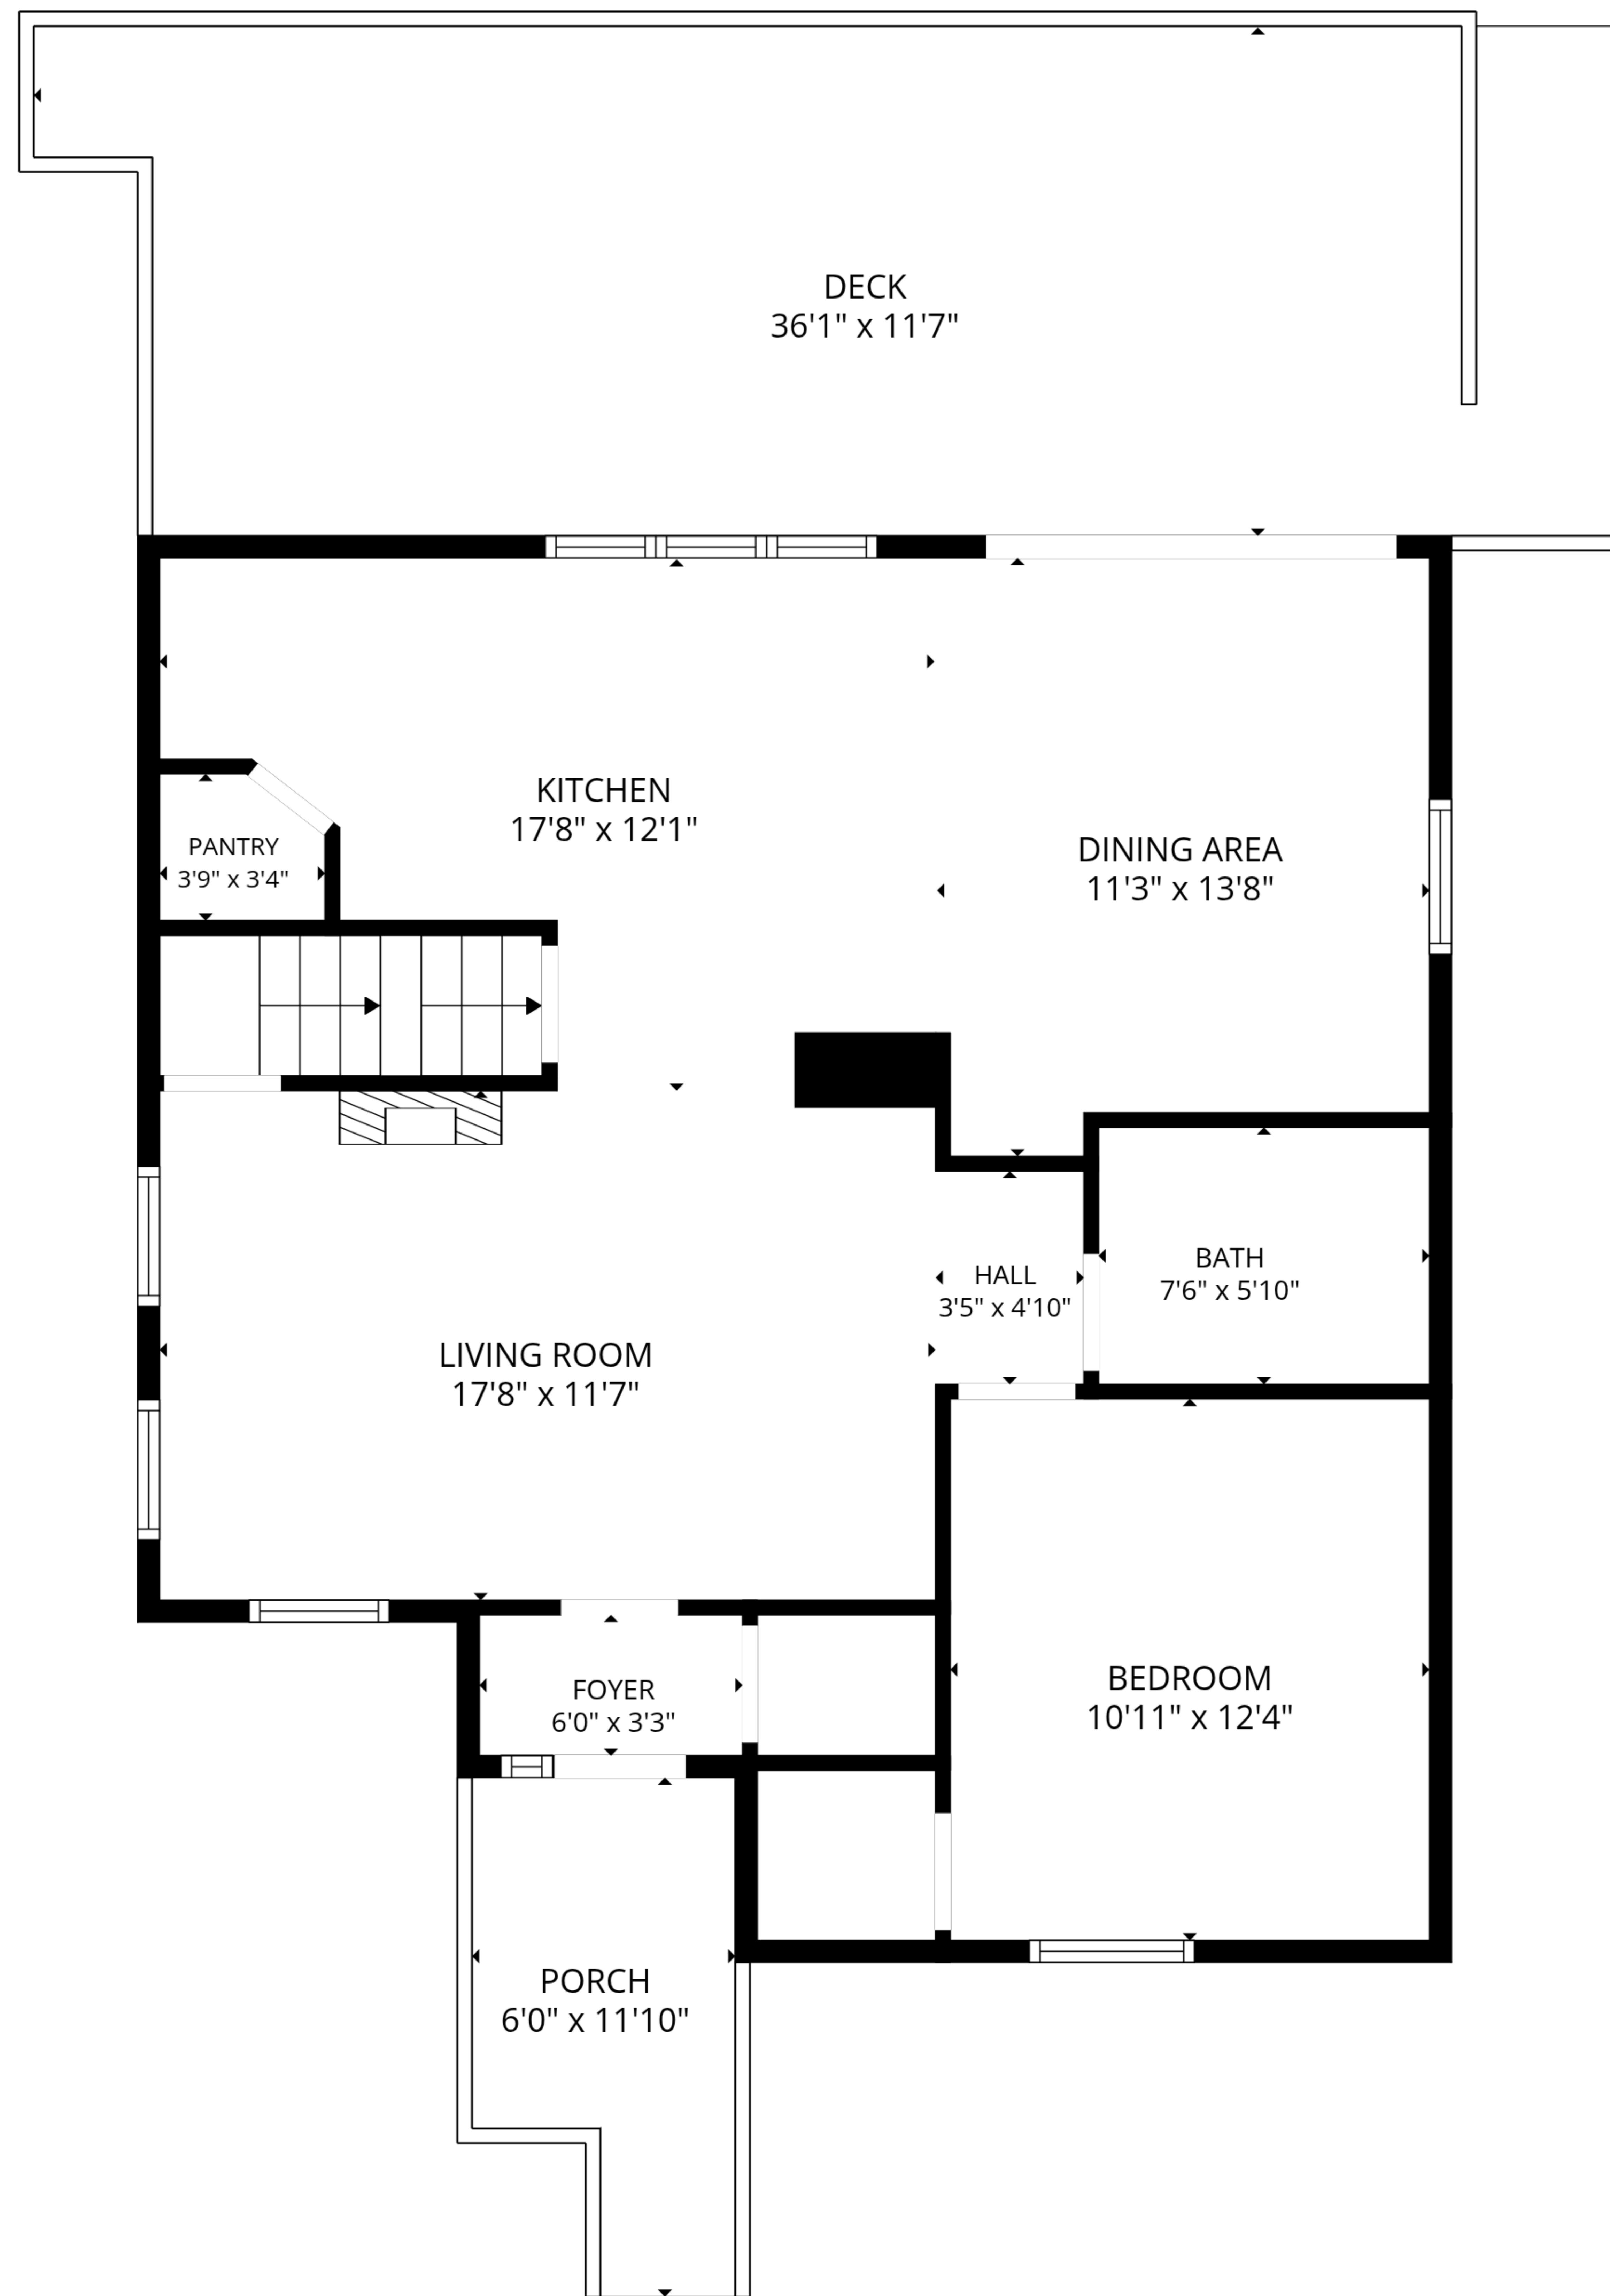 DECK
36'1" x 11'7"
KITCHEN
17'8" x 12'1"
PANTRY
3'9" x 3'4"
DINING AREA
11'3" x 13'8"
HALL
3'5" x 4'10"
BATH
7'6" x 5'10"
LIVING ROOM
17'8" x 11'7"
FOYER
6'0" x 3'3"
BEDROOM
10'11" x 12'4"
PORCH
6'0" x 11'10"